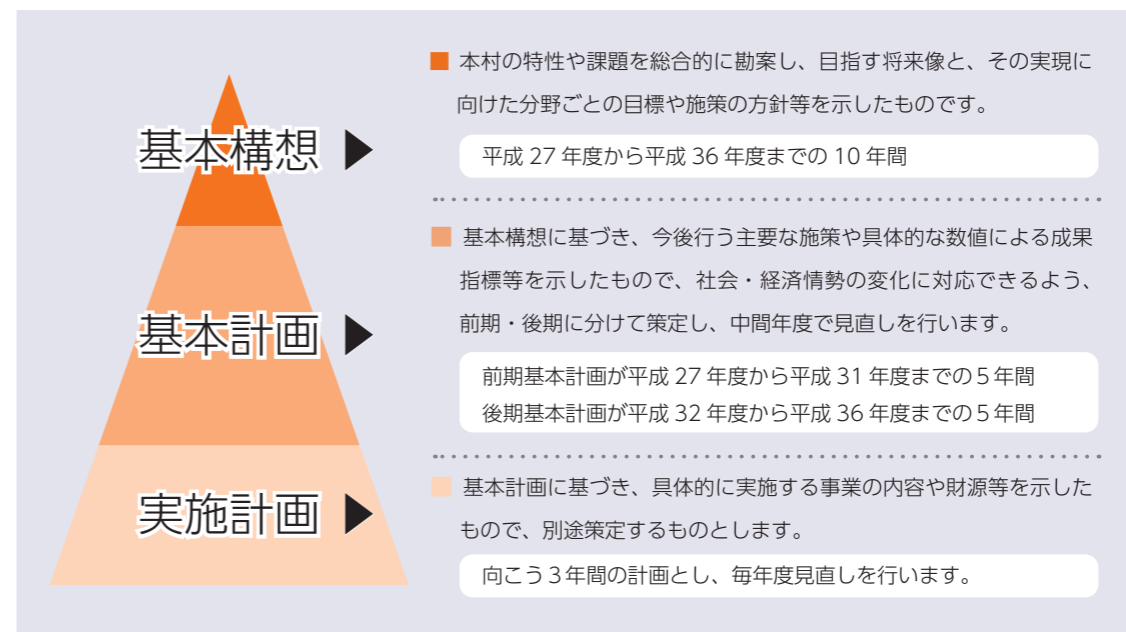 基本構想 ▶
■ 本村の特性や課題を総合的に勘案し、目指す将来像と、その実現に
向けた分野ごとの目標や施策の方針等を示したものです。
平成 27 年度から平成 36 年度までの 10 年間
基本計画 ▶
■ 基本構想に基づき、今後行う主要な施策や具体的な数値による成果
指標等を示したもので、社会・経済情勢の変化に対応できるよう、
前期・後期に分けて策定し、中間年度で見直しを行います。
前期基本計画が平成 27 年度から平成 31 年度までの5年間
後期基本計画が平成 32 年度から平成 36 年度までの5年間
実施計画 ▶
■ 基本計画に基づき、具体的に実施する事業の内容や財源等を示した
もので、別途策定するものとします。
向こう3年間の計画とし、毎年度見直しを行います。